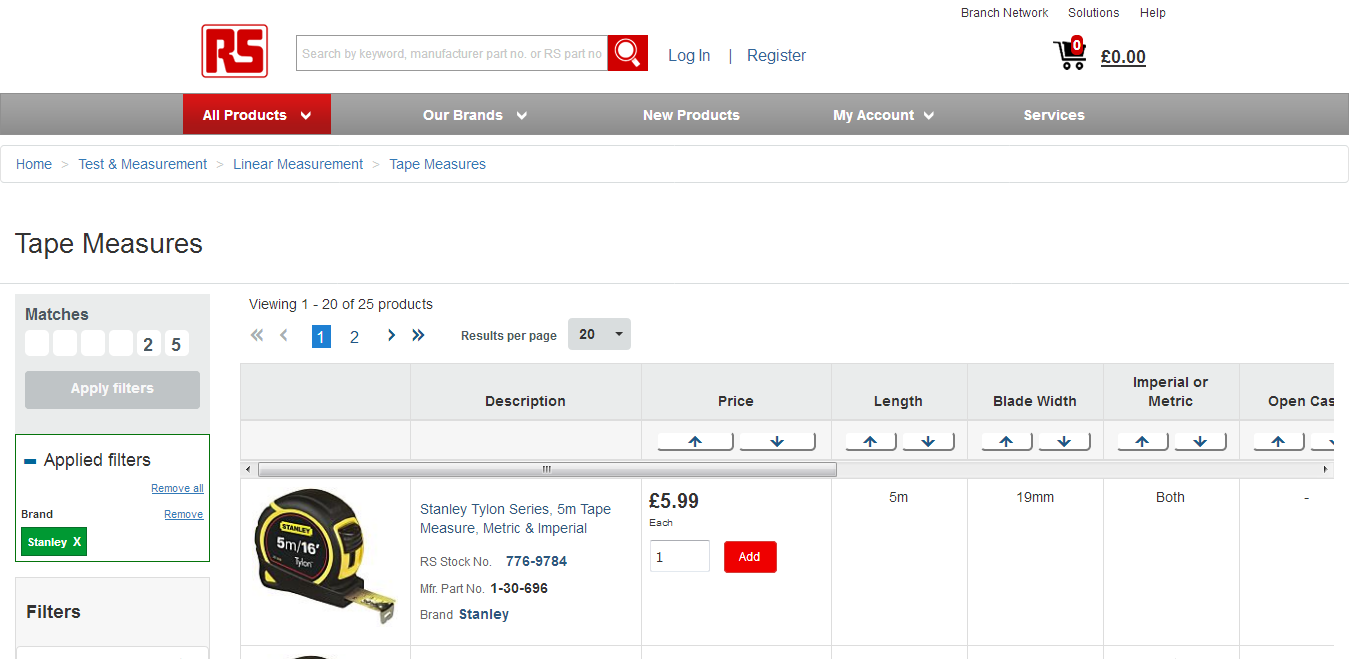 Branch Network Solutions Help
RS
Search by keyword, manufacturer part no. or RS part no
Log In | Register
0
£0.00
All Products Our Brands New Products My Account Services
Home > Test & Measurement > Linear Measurement > Tape Measures
Tape Measures
Matches
2 5
Apply filters
Applied filters
Remove all
Brand Remove
Stanley X
Filters
Viewing 1 - 20 of 25 products
« ‹ 1 2 › »
Results per page 20
Description Price Length Blade Width Imperial or
Metric Open Cas
STANLEY
5m/16'
Tylon
Stanley Tylon Series, 5m Tape
Measure, Metric & Imperial
RS Stock No. 776-9784
Mfr. Part No. 1-30-696
Brand Stanley
£5.99
Each
1 Add
5m 19mm Both -